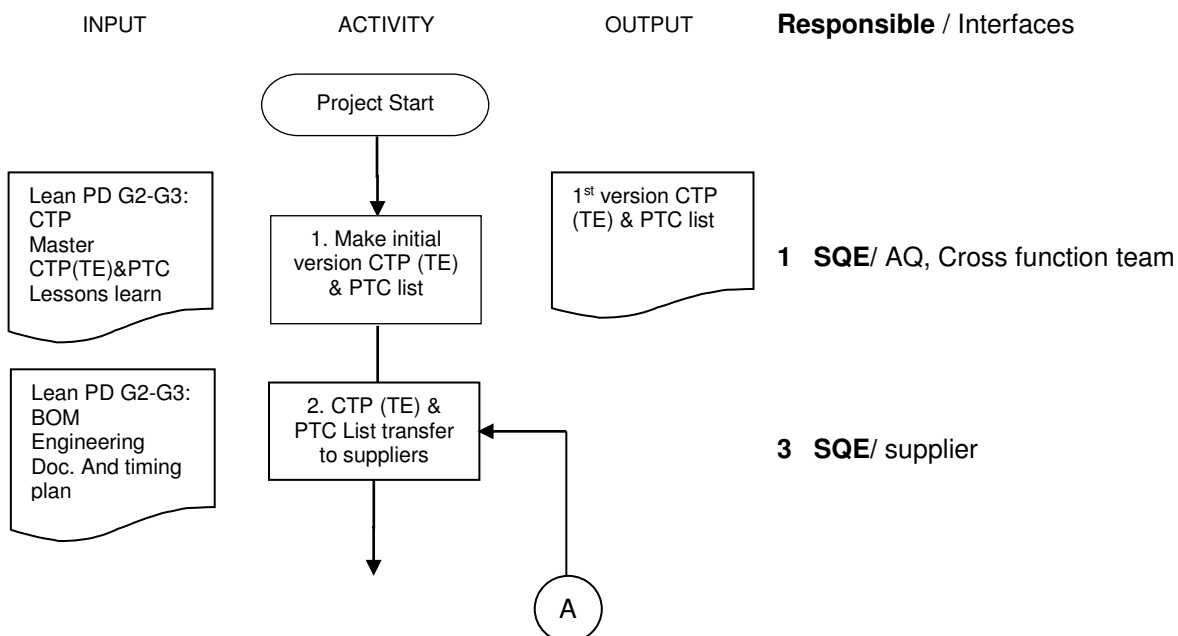 INPUT ACTIVITY OUTPUT Responsible / Interfaces
Project Start
Lean PD G2-G3:
CTP
Master
CTP(TE)&PTC
Lessons learn
1. Make initial
version CTP (TE)
& PTC list
1st version CTP
(TE) & PTC list
1 SQE/ AQ, Cross function team
Lean PD G2-G3:
BOM
Engineering
Doc. And timing
plan
2. CTP (TE) &
PTC List transfer
to suppliers
3 SQE/ supplier
A